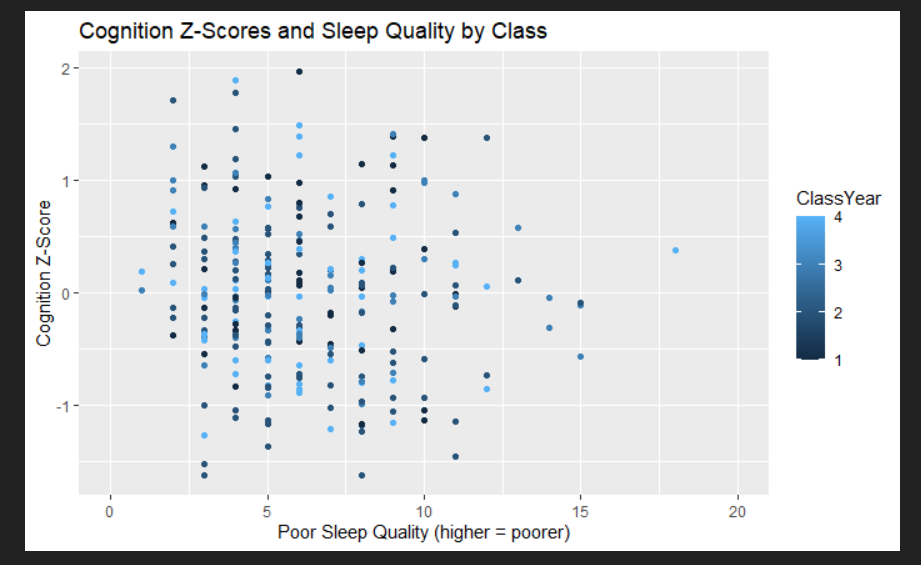 Cognition Z-Scores and Sleep Quality by Class
2
1
0
-1
Cognition Z-Score
0 5 10 15 20
Poor Sleep Quality (higher = poorer)
ClassYear
4
3
2
1